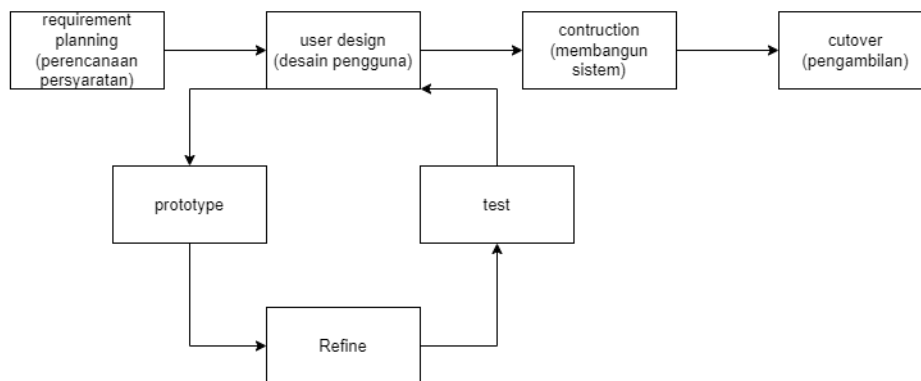 requirement
planning
(perencanaan
persyaratan)
user design
(desain pengguna)
contruction
(membangun
sistem)
cutover
(pengambilan)
prototype
test
Refine